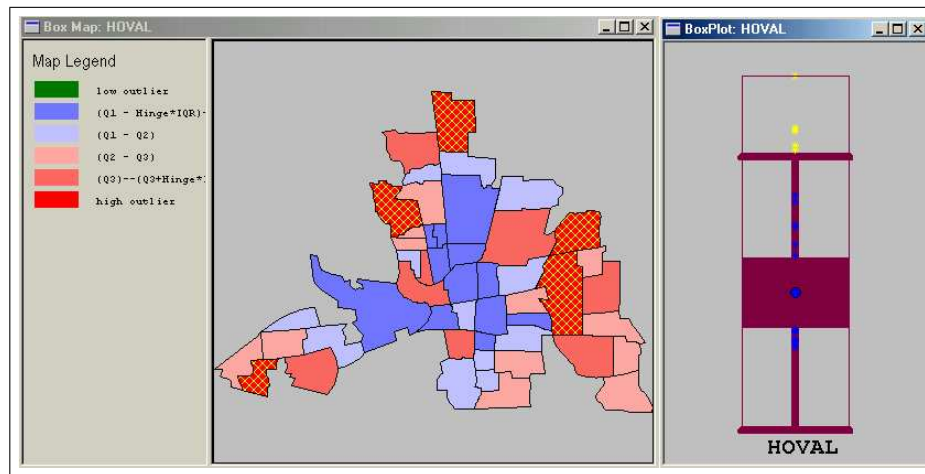 Box Map: HOVAL
Map Legend
low outlier
(Q1 - Hinge*IQR)-
(Q1 - Q2)
(Q2 - Q3)
(Q3)--(Q3+Hinge*
high outlier
BoxPlot: HOVAL
HOVAL